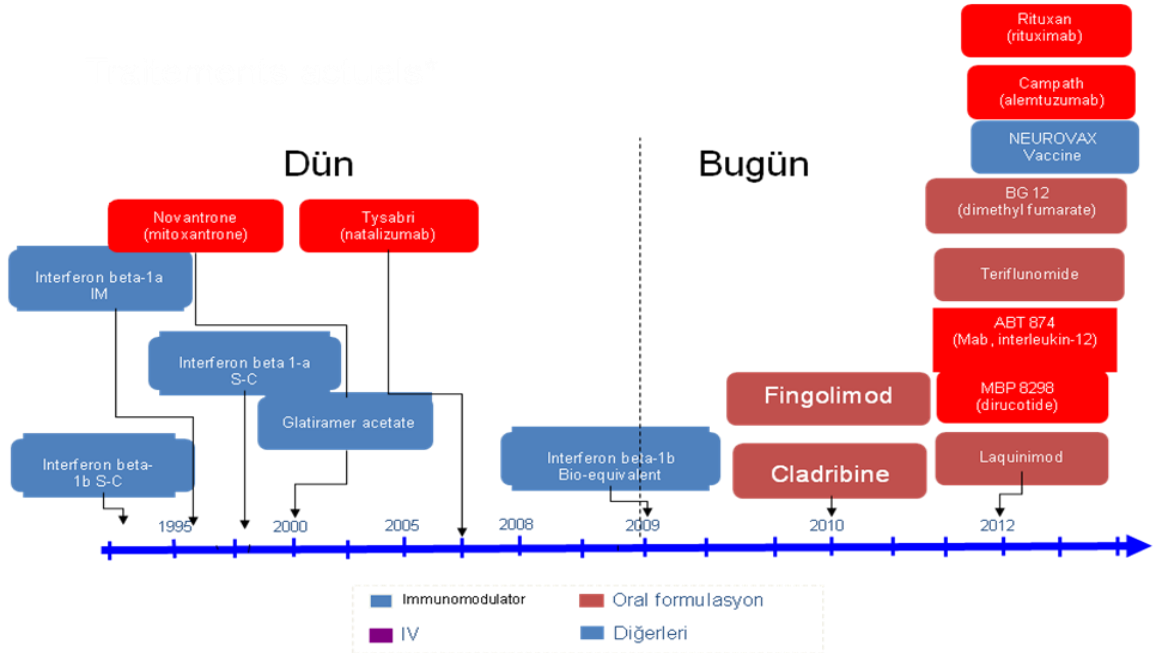 Rituxan
(rituximab)
Campath
(alemtuzumab)
NEUROVAX
Vaccine
Dün
Bugün
BG 12
(dimethyl fumarate)
Novantrone
(mitoxantrone)
Tysabri
(natalizumab)
Interferon beta-1a
IM
Teriflunomide
ABT 874
(Mab, interleukin-12)
Interferon beta 1-a
S-C
Fingolimod
MBP 8298
(dirucotide)
Glatiramer acetate
Interferon beta-
1b S-C
Interferon beta-1b
Bio-equivalent
Cladribine
Laquinimod
1995 2000 2005 2008 2009 2010 2012
Immunomodulator Oral formulasyon
IV Diğerleri